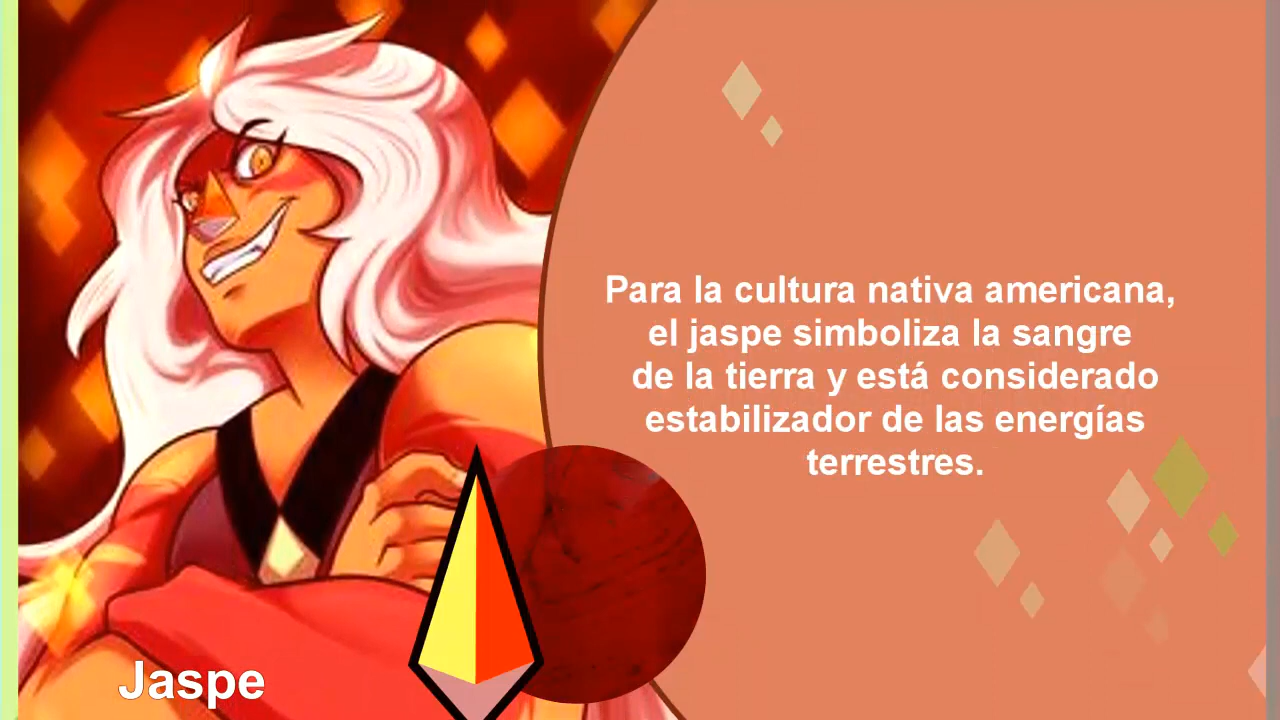 Para la cultura nativa americana,
el jaspe simboliza la sangre
de la tierra y está considerado
estabilizador de las energías
terrestres.
Jaspe